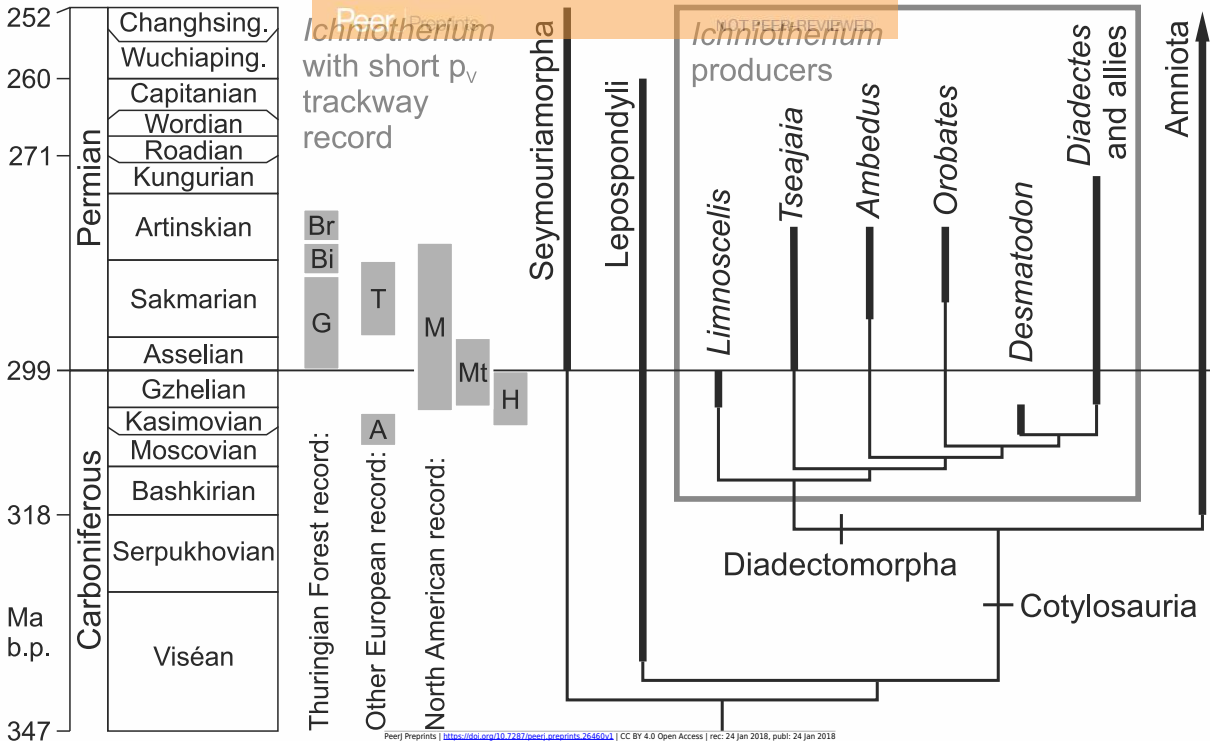 PeerJ Preprints
NOT PEER-REVIEWED
252
260
271
299
318
Ma
b.p.
347
Permian
Carboniferous
Changhsing.
Wuchiaping.
Capitanian
Wordian
Roadian
Kungurian
Artinskian
Sakmarian
Asselian
Gzhelian
Kasimovian
Moscovian
Bashkirian
Serpukhovian
Viséan
Ichniotherium
with short pV
trackway
record
Br
Bi
G
T
A
M
Mt
H
Thuringian Forest record:
Other European record:
North American record:
Seymouriamorpha
Lepospondyli
Ichniotherium
producers
Limnoscelis
Tseajaia
Ambedus
Orobates
Desmatodon
Diadectes
and allies
Amniota
Diadectomorpha
Cotylosauria
PeerJ Preprints | https://doi.org/10.7287/peerj.preprints.26460v1 | CC BY 4.0 Open Access | rec: 24 Jan 2018, publ: 24 Jan 2018